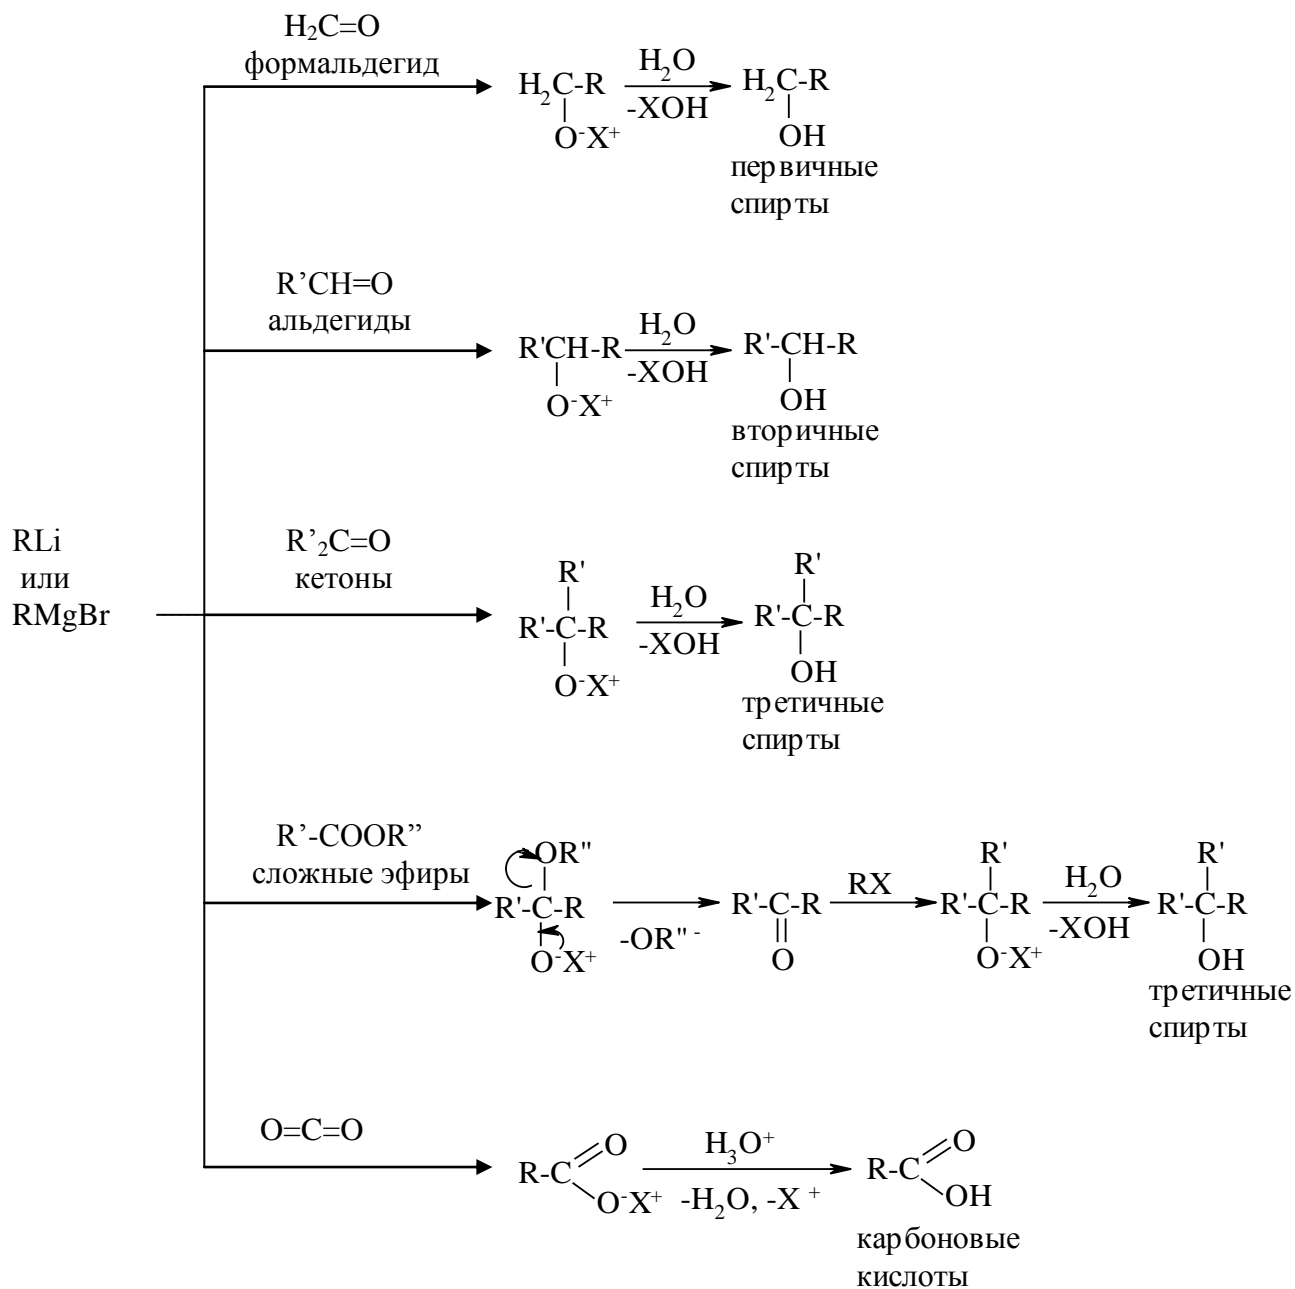 H₂C=O
формальдегид
H₂C-R
O⁻X⁺
H₂O
-XOH
H₂C-R
OH
первичные
спирты
R’CH=O
альдегиды
R'CH-R
O⁻X⁺
H₂O
-XOH
R'-CH-R
OH
вторичные
спирты
RLi
или
RMgBr
R’₂C=O
кетоны
R'
R'-C-R
O⁻X⁺
H₂O
-XOH
R'
R'-C-R
OH
третичные
спирты
R’-COOR”
сложные эфиры
OR"
R'-C-R
O⁻X⁺
-OR" ⁻
R'-C-R
O
RX
R'
R'-C-R
O⁻X⁺
H₂O
-XOH
R'
R'-C-R
OH
третичные
спирты
O=C=O
O
R-C
O⁻X⁺
H₃O⁺
-H₂O, -X ⁺
O
R-C
OH
карбоновые
кислоты